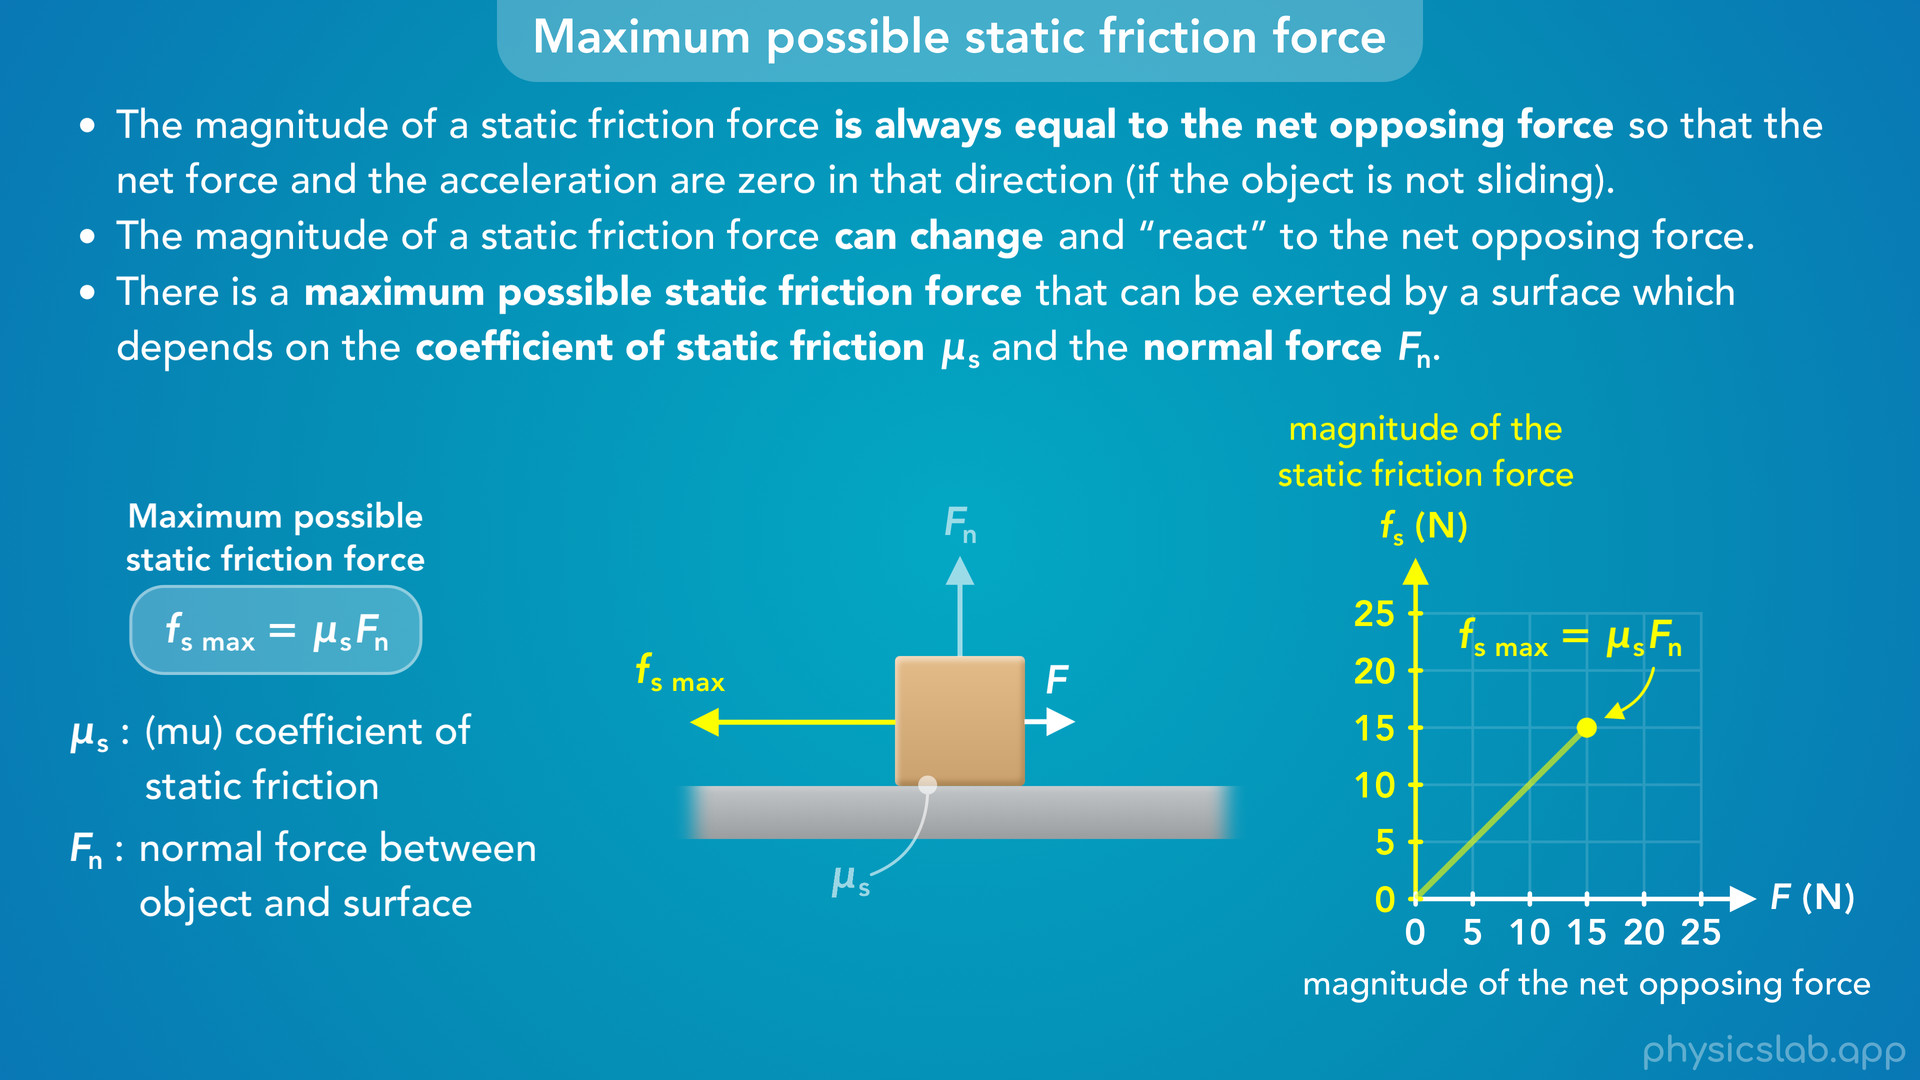 Maximum possible static friction force
• The magnitude of a static friction force is always equal to the net opposing force so that the
net force and the acceleration are zero in that direction (if the object is not sliding).
• The magnitude of a static friction force can change and “react” to the net opposing force.
• There is a maximum possible static friction force that can be exerted by a surface which
depends on the coefficient of static friction μs and the normal force Fn.
Maximum possible
static friction force
fs max = μsFn
μs : (mu) coefficient of
static friction
Fn : normal force between
object and surface
Fn
fs max
F
μs
magnitude of the
static friction force
fs (N)
25
fs max = μsFn
20
15
10
5
0
F (N)
0 5 10 15 20 25
magnitude of the net opposing force
physicslab.app